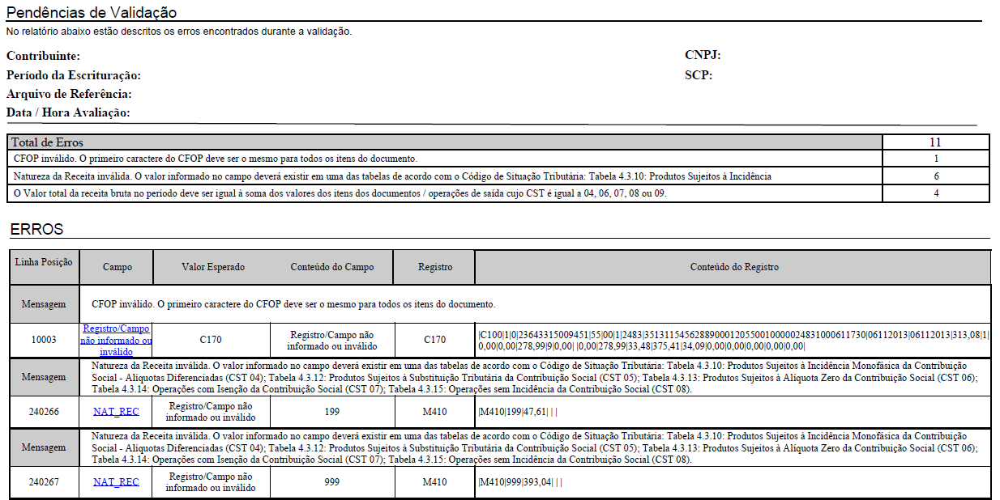 Pendências de Validação
No relatório abaixo estão descritos os erros encontrados durante a validação.
Contribuinte:
CNPJ:
Período da Escrituração:
SCP:
Arquivo de Referência:
Data / Hora Avaliação:
Total de Erros 11
CFOP inválido. O primeiro caractere do CFOP deve ser o mesmo para todos os itens do documento. 1
Natureza da Receita inválida. O valor informado no campo deverá existir em uma das tabelas de acordo com o Código de Situação Tributária: Tabela 4.3.10: Produtos Sujeitos à Incidência 6
O Valor total da receita bruta no período deve ser igual à soma dos valores dos itens dos documentos / operações de saída cujo CST é igual a 04, 06, 07, 08 ou 09. 4
ERROS
Linha Posição Campo Valor Esperado Conteúdo do Campo Registro Conteúdo do Registro
Mensagem CFOP inválido. O primeiro caractere do CFOP deve ser o mesmo para todos os itens do documento.
10003
Registro/Campo
não informado ou
inválido
C170
Registro/Campo não
informado ou inválido
C170
|C100|1|0|23643315009451|55|00|1|2483|35131154562889000120550010000024831000611730|06112013|06112013|313,08|1|
0,00|0,00|278,99|9|0,00| |0,00|278,99|33,48|375,41|34,09|0,00|0,00|0,00|0,00|0,00|
Mensagem
Natureza da Receita inválida. O valor informado no campo deverá existir em uma das tabelas de acordo com o Código de Situação Tributária: Tabela 4.3.10: Produtos Sujeitos à Incidência Monofásica da Contribuição
Social - Alíquotas Diferenciadas (CST 04); Tabela 4.3.12: Produtos Sujeitos à Substituição Tributária da Contribuição Social (CST 05); Tabela 4.3.13: Produtos Sujeitos à Alíquota Zero da Contribuição Social (CST 06);
Tabela 4.3.14: Operações com Isenção da Contribuição Social (CST 07); Tabela 4.3.15: Operações sem Incidência da Contribuição Social (CST 08).
240266
NAT_REC
Registro/Campo não
informado ou inválido
199
M410
|M410|199|47,61| | |
Mensagem
Natureza da Receita inválida. O valor informado no campo deverá existir em uma das tabelas de acordo com o Código de Situação Tributária: Tabela 4.3.10: Produtos Sujeitos à Incidência Monofásica da Contribuição
Social - Alíquotas Diferenciadas (CST 04); Tabela 4.3.12: Produtos Sujeitos à Substituição Tributária da Contribuição Social (CST 05); Tabela 4.3.13: Produtos Sujeitos à Alíquota Zero da Contribuição Social (CST 06);
Tabela 4.3.14: Operações com Isenção da Contribuição Social (CST 07); Tabela 4.3.15: Operações sem Incidência da Contribuição Social (CST 08).
240267
NAT_REC
Registro/Campo não
informado ou inválido
999
M410
|M410|999|393,04| | |